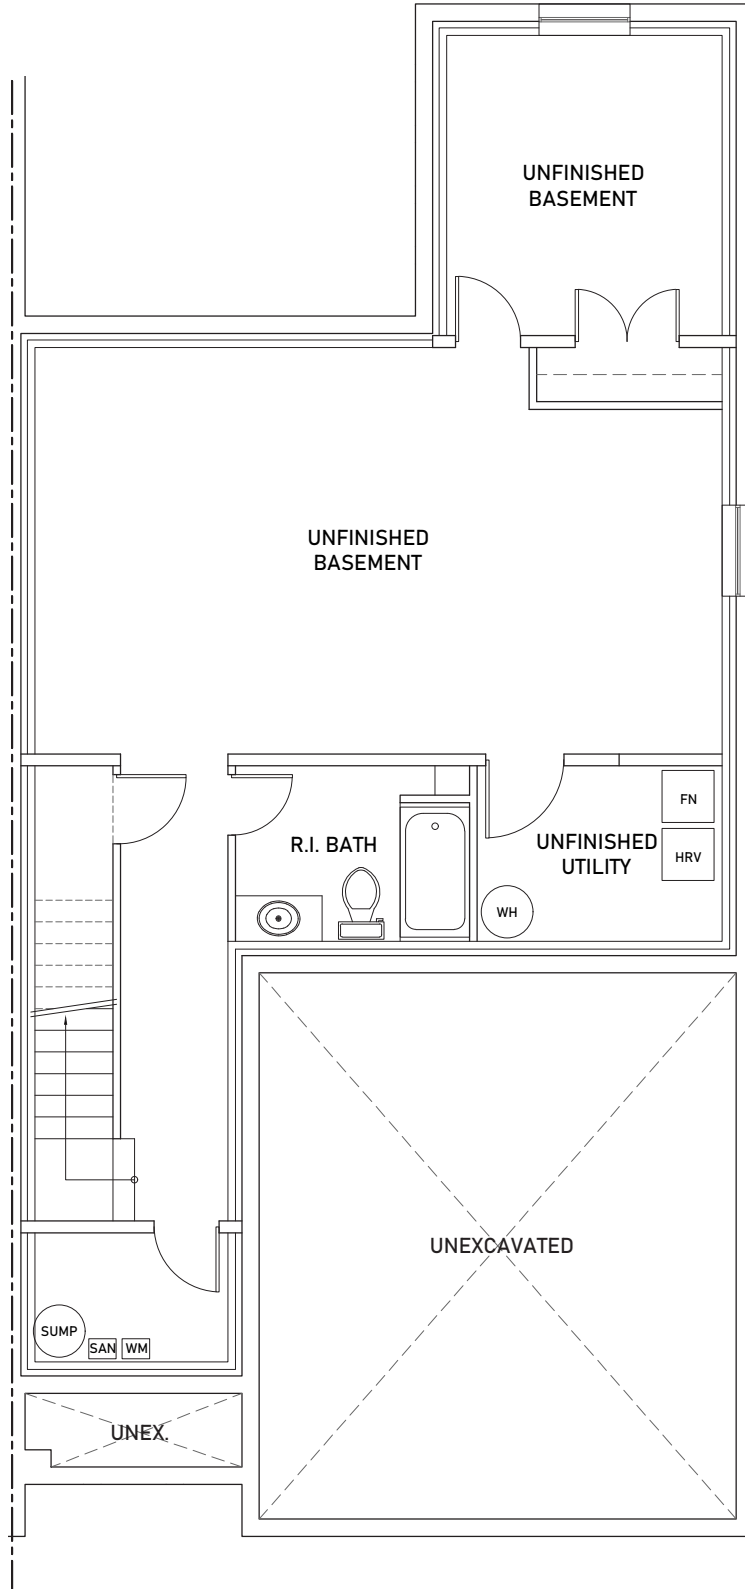 UNFINISHED
BASEMENT
UNFINISHED
BASEMENT
FN
R.I. BATH
UNFINISHED
UTILITY
HRV
WH
UNEXCAVATED
SUMP
SAN
WM
UNEX.